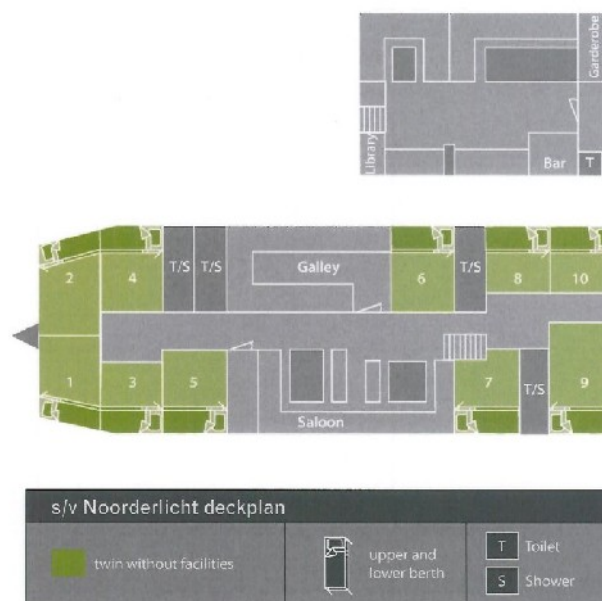 Garderobe
Library
Bar
T
2
4
T/S
T/S
Galley
6
T/S
8
10
1
3
5
Saloon
7
T/S
9
s/v Noorderlicht deckplan
twin without facilities
upper and
lower berth
T Toilet
S Shower